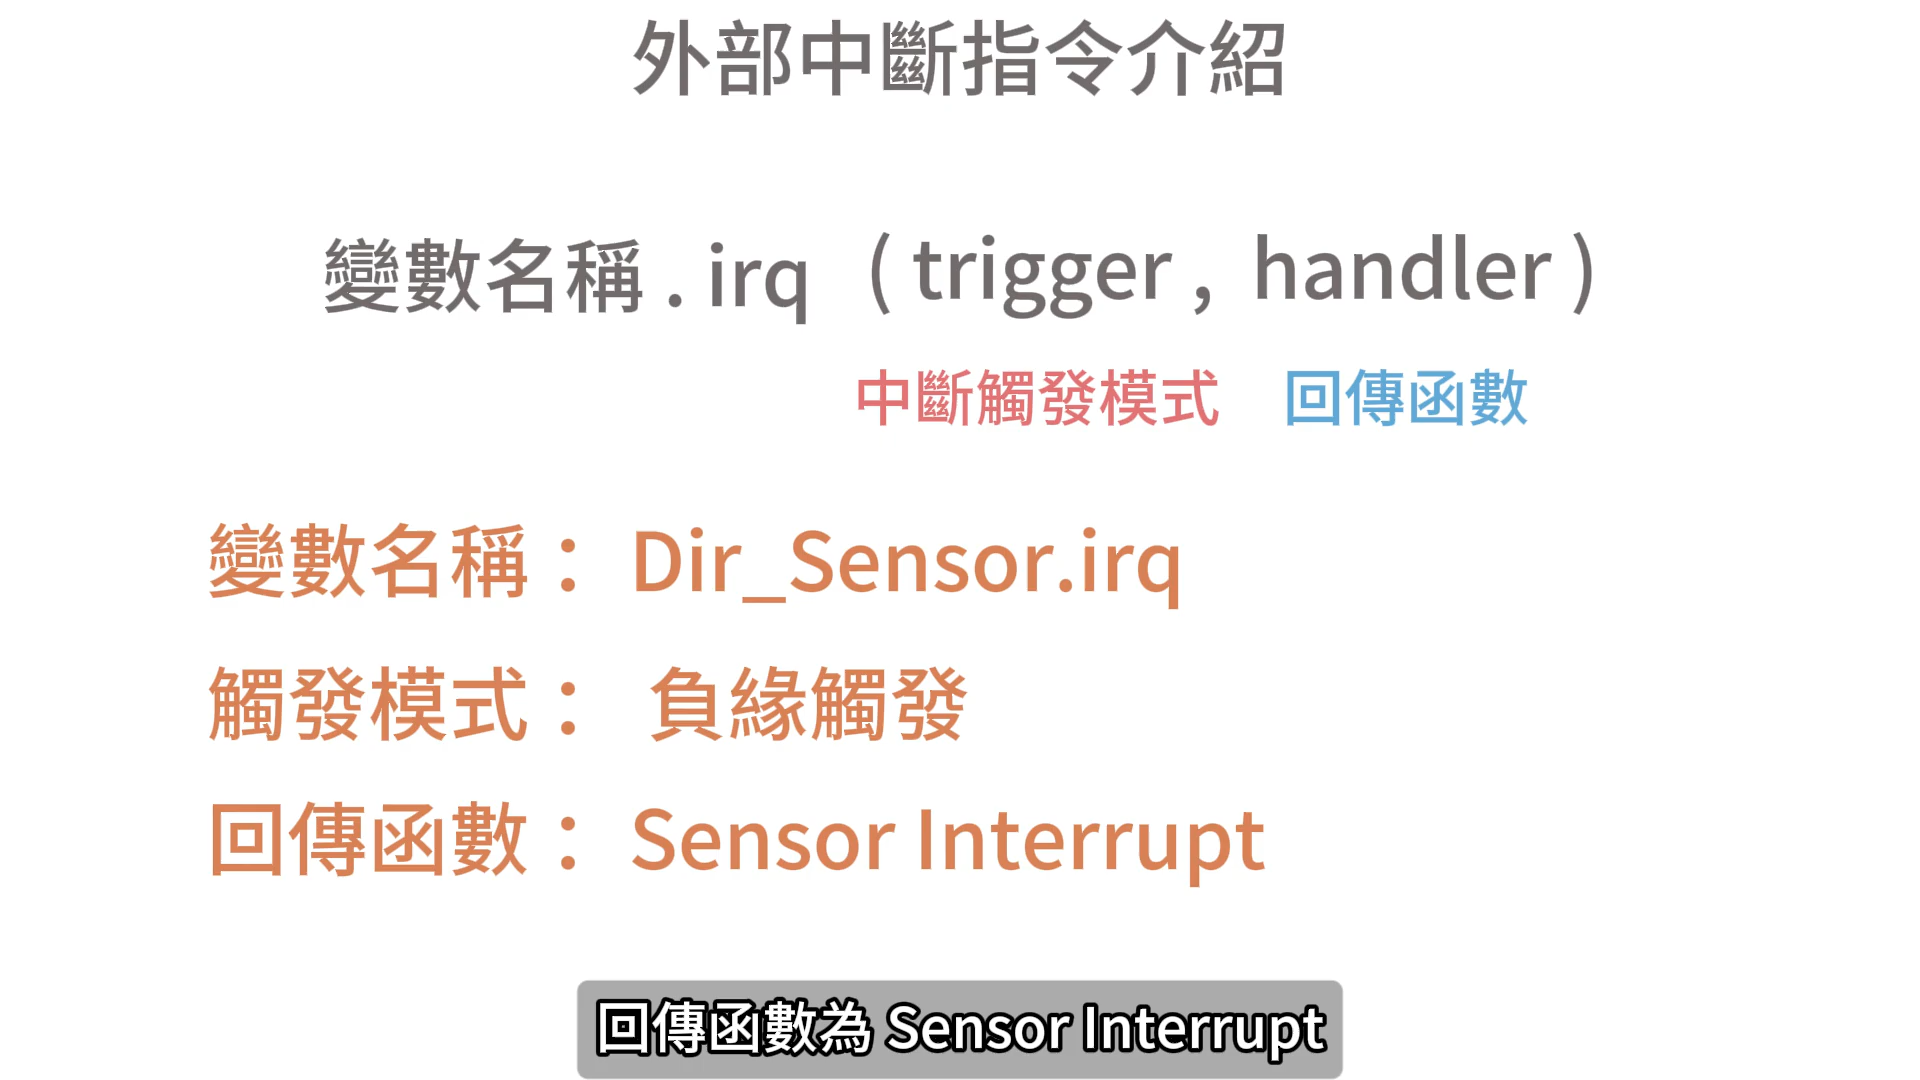 外部中斷指令介紹
變數名稱 . irq ( trigger , handler )
中斷觸發模式 回傳函數
變數名稱： Dir_Sensor.irq
觸發模式： 負緣觸發
回傳函數： Sensor Interrupt
回傳函數為 Sensor Interrupt